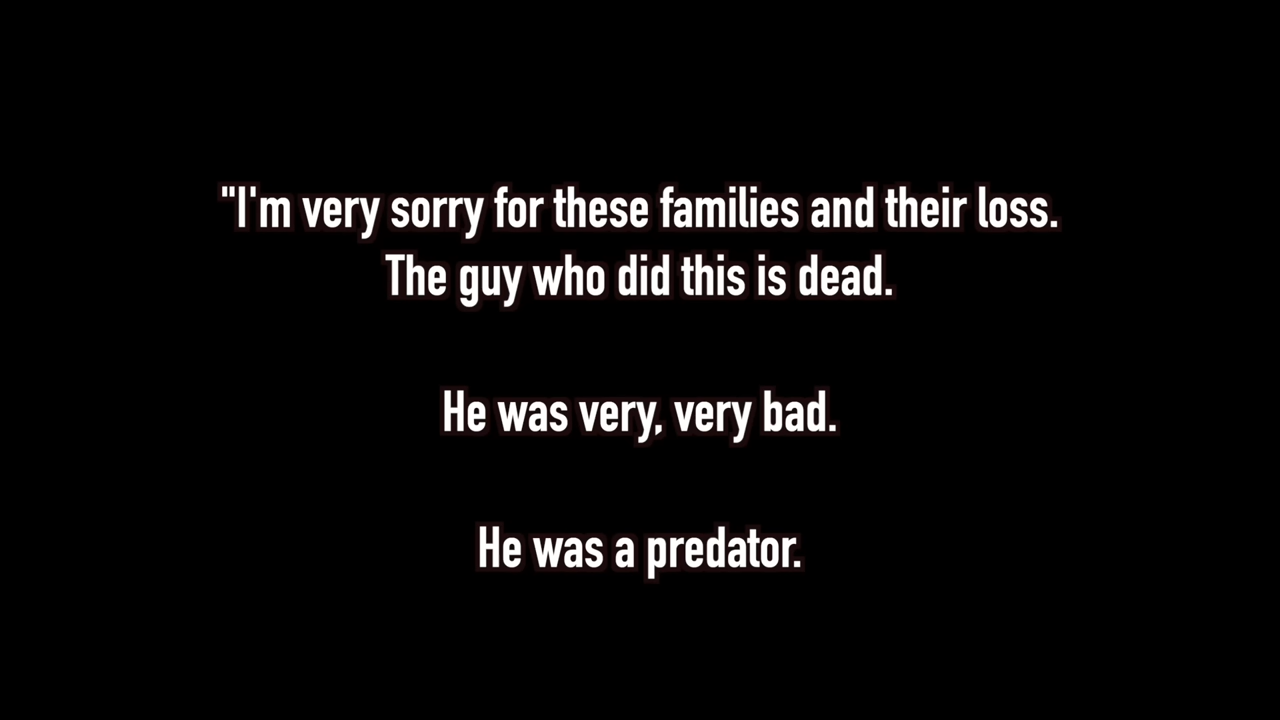 "I'm very sorry for these families and their loss.
The guy who did this is dead.
He was very, very bad.
He was a predator.